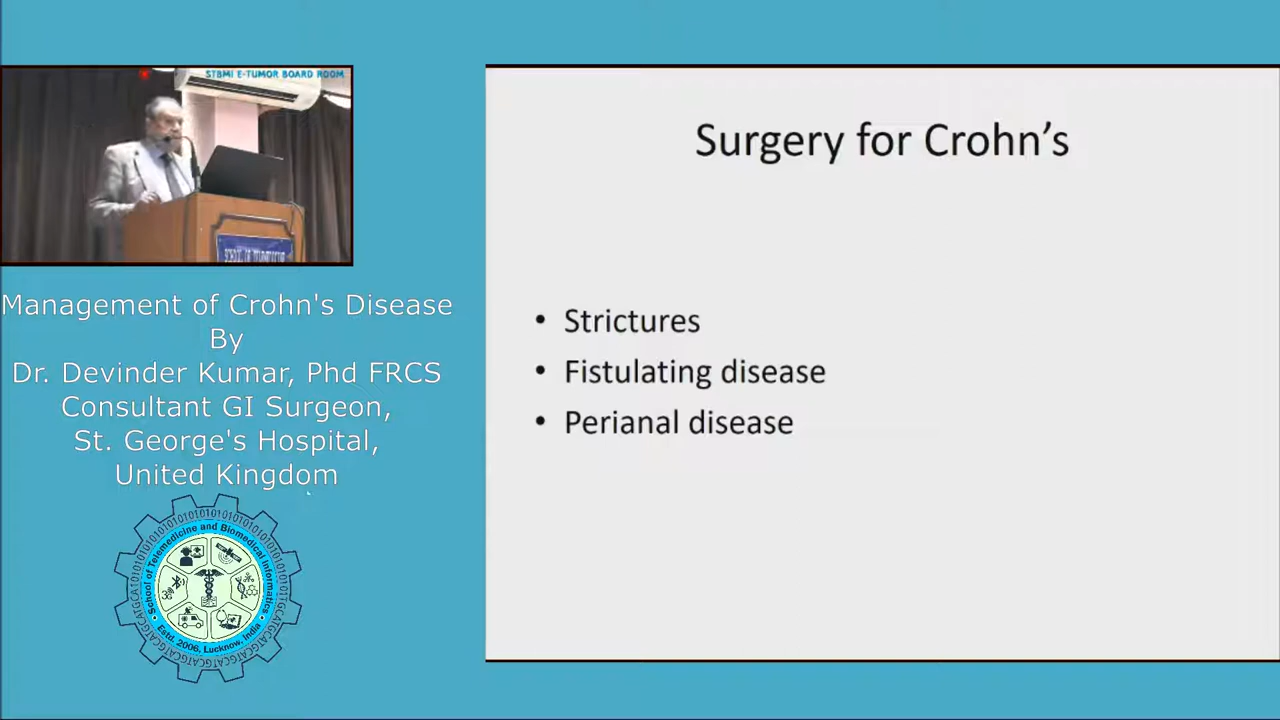 STBMI E-TUMOR BOARD ROOM
Surgery for Crohn’s
• Strictures
• Fistulating disease
• Perianal disease
Management of Crohn's Disease
By
Dr. Devinder Kumar, Phd FRCS
Consultant GI Surgeon,
St. George's Hospital,
United Kingdom
School of Telemedicine and Biomedical Informatics
Estd. 2006, Lucknow, India